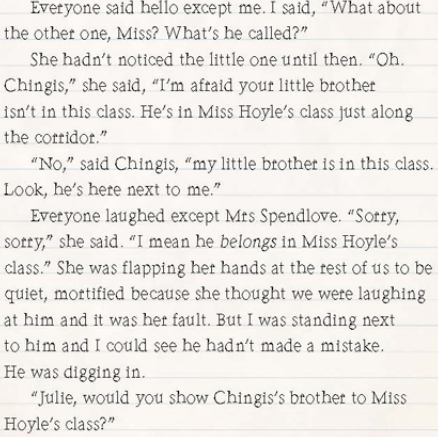 Everyone said hello except me. I said, "What about
the other one, Miss? What's he called?"
She hadn't noticed the little one until then. "Oh.
Chingis," she said, "I'm afraid your little brother
isn't in this class. He's in Miss Hoyle's class just along
the corridor."
"No," said Chingis, "my little brother is in this class.
Look, he's here next to me."
Everyone laughed except Mrs Spendlove. "Sorry,
sorry," she said. "I mean he belongs in Miss Hoyle's
class." She was flapping her hands at the rest of us to be
quiet, mortified because she thought we were laughing
at him and it was her fault. But I was standing next
to him and I could see he hadn't made a mistake.
He was digging in.
"Julie, would you show Chingis's brother to Miss
Hoyle's class?"